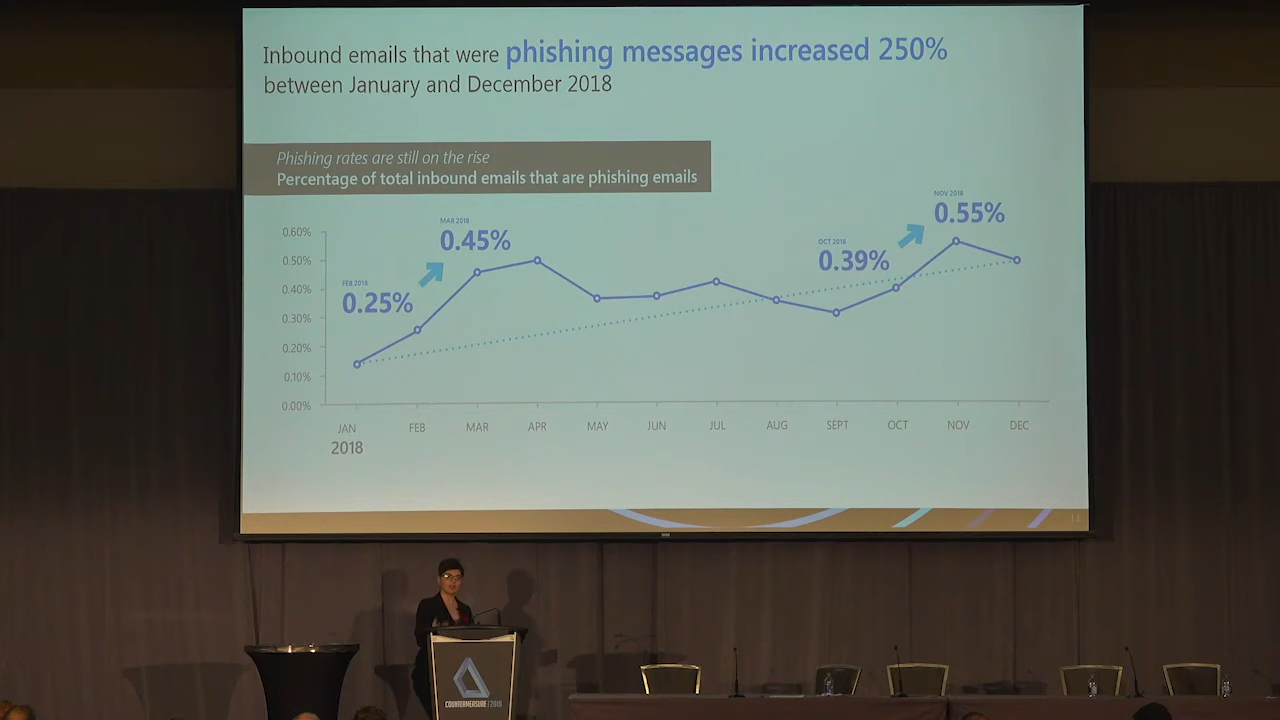 Inbound emails that were phishing messages increased 250%
between January and December 2018
Phishing rates are still on the rise
Percentage of total inbound emails that are phishing emails
NOV 2018
0.55%
MAR 2018
0.45%
OCT 2018
0.39%
FEB 2018
0.25%
0.60%
0.50%
0.40%
0.30%
0.20%
0.10%
0.00%
JAN FEB MAR APR MAY JUN JUL AUG SEPT OCT NOV DEC
2018
COUNTERMEASURE | 2019